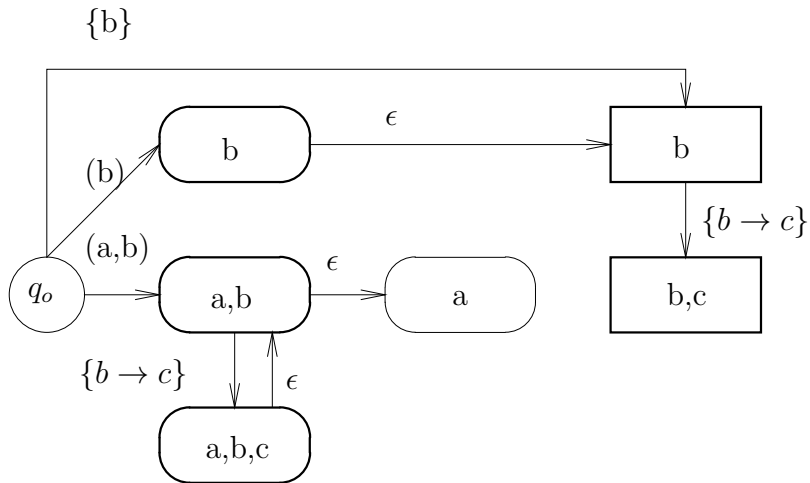 {b}
b
ϵ
b
(b)
{b → c}
(a,b)
q_o
a,b
ϵ
a
b,c
{b → c}
ϵ
a,b,c